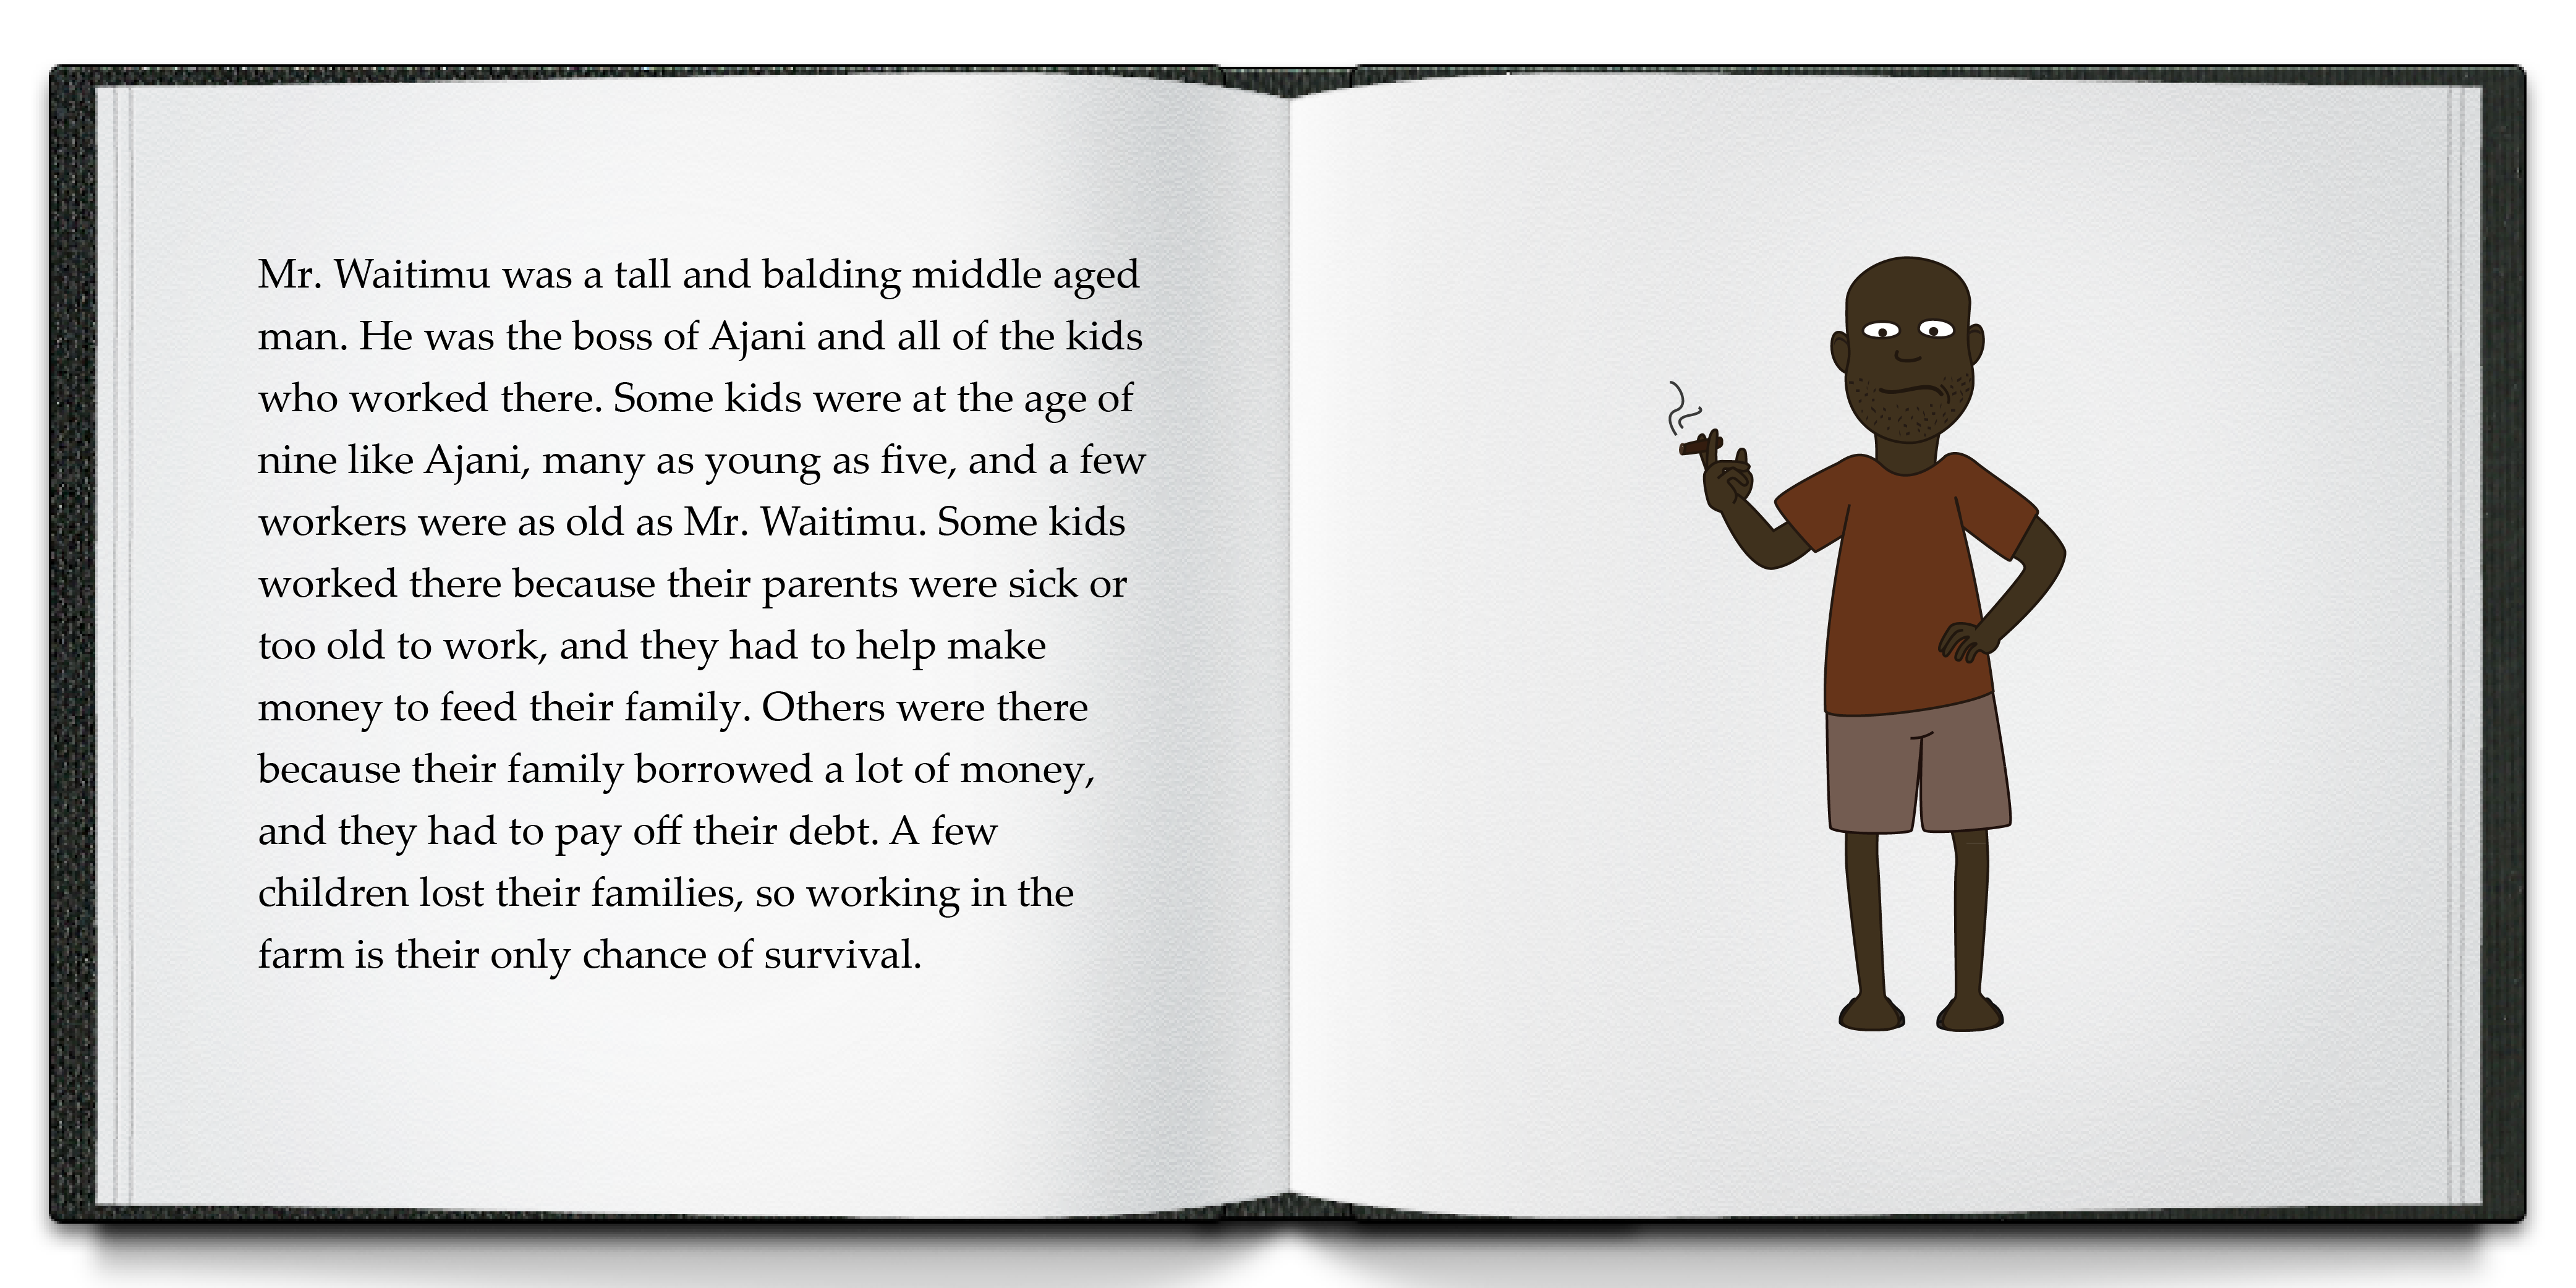 Mr. Waitimu was a tall and balding middle aged
man. He was the boss of Ajani and all of the kids
who worked there. Some kids were at the age of
nine like Ajani, many as young as five, and a few
workers were as old as Mr. Waitimu. Some kids
worked there because their parents were sick or
too old to work, and they had to help make
money to feed their family. Others were there
because their family borrowed a lot of money,
and they had to pay off their debt. A few
children lost their families, so working in the
farm is their only chance of survival.